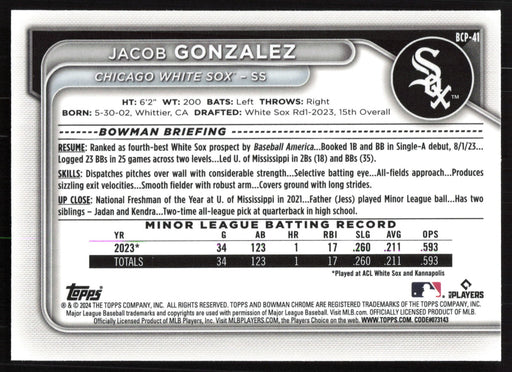 BCP-41
JACOB GONZALEZ
CHICAGO WHITE SOX™ – SS
Sox
TM
HT: 6'2" WT: 200 BATS: Left THROWS: Right
BORN: 5-30-02, Whittier, CA DRAFTED: White Sox Rd1-2023, 15th Overall
BOWMAN BRIEFING
RESUME: Ranked as fourth-best White Sox prospect by Baseball America...Booked 1B and BB in Single-A debut, 8/1/23...
Logged 23 BBs in 25 games across two levels...Led U. of Mississippi in 2Bs (18) and BBs (35).
SKILLS: Dispatches pitches over wall with considerable strength...Selective batting eye...All-fields approach...Produces
sizzling exit velocities...Smooth fielder with robust arm...Covers ground with long strides.
UP CLOSE: National Freshman of the Year at U. of Mississippi in 2021...Father (Jess) played Minor League ball...Has two
siblings – Jadan and Kendra...Two-time all-league pick at quarterback in high school.
MINOR LEAGUE BATTING RECORD
YR G AB HR RBI SLG AVG OPS
2023* 34 123 1 17 .260 .211 .593
TOTALS 34 123 1 17 .260 .211 .593
*Played at ACL White Sox and Kannapolis
Topps
MLB PLAYERS
® & © 2024 THE TOPPS COMPANY, INC. ALL RIGHTS RESERVED. TOPPS AND BOWMAN CHROME ARE REGISTERED TRADEMARKS OF THE TOPPS COMPANY, INC.
Major League Baseball trademarks and copyrights are used with permission of Major League Baseball. Visit MLB.com. OFFICIALLY LICENSED PRODUCT OF MAJOR LEAGUE BASEBALL
Officially Licensed Product of MLB Players, Inc. Visit MLBPLAYERS.com, the Players Choice on the web. WWW.TOPPS.COM. CODE#073143